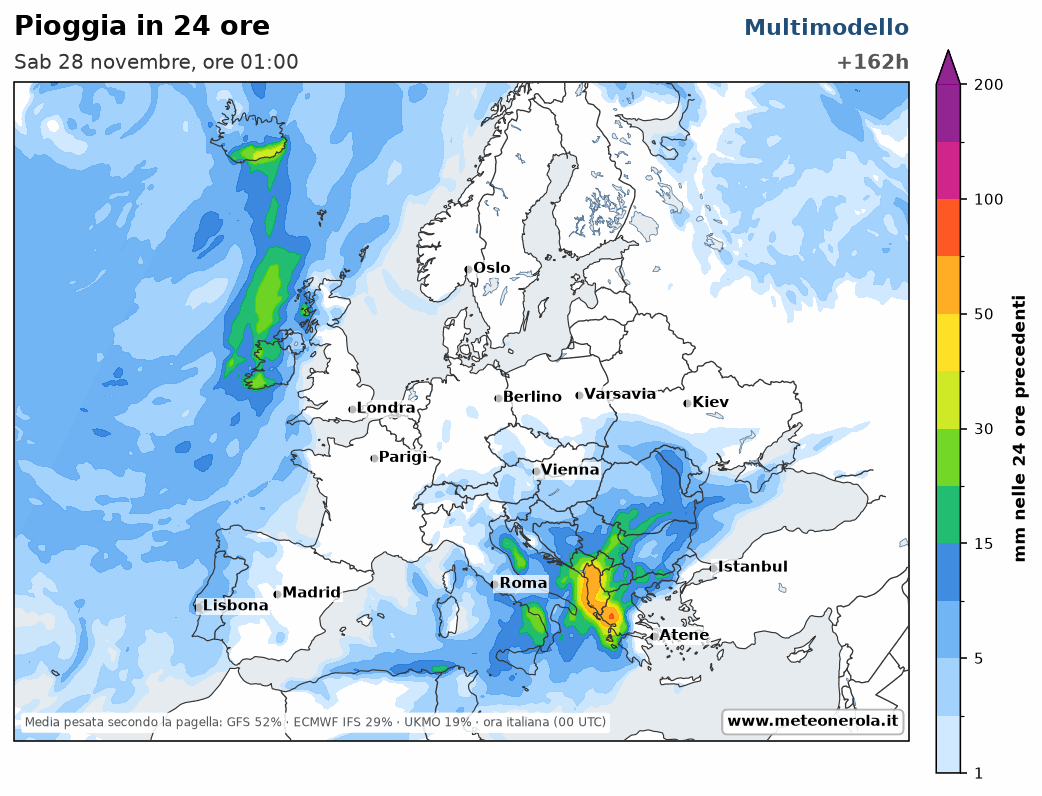 Pioggia in 24 ore
Multimodello
Sab 28 novembre, ore 01:00
+162h
200
100
50
30
15
5
1
mm nelle 24 ore precedenti
Oslo
Berlino
Varsavia
Kiev
Londra
Parigi
Vienna
Istanbul
Roma
Madrid
Lisbona
Atene
Media pesata secondo la pagella: GFS 52% · ECMWF IFS 29% · UKMO 19% · ora italiana (00 UTC)
www.meteonerola.it